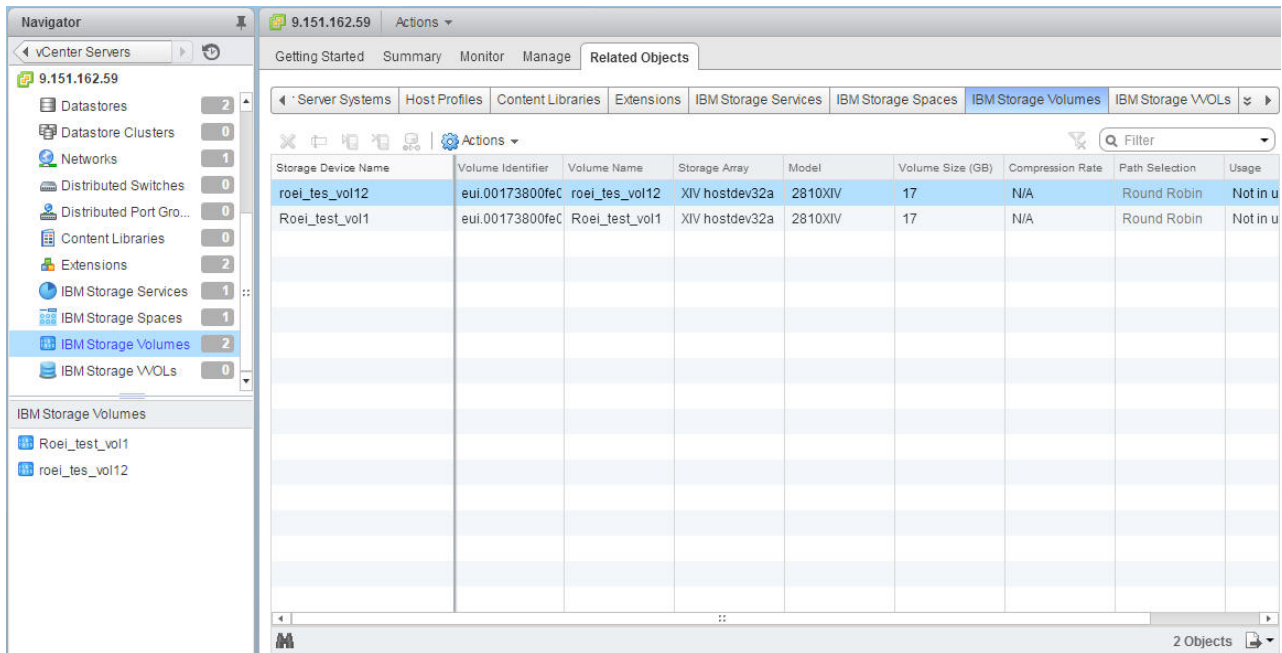 Navigator
vCenter Servers
9.151.162.59
Datastores 2
Datastore Clusters 0
Networks 1
Distributed Switches 0
Distributed Port Gro... 0
Content Libraries 0
Extensions 2
IBM Storage Services 1
IBM Storage Spaces 1
IBM Storage Volumes 2
IBM Storage VVOLs 0
IBM Storage Volumes
Roei_test_vol1
roei_tes_vol12
9.151.162.59 Actions
Getting Started Summary Monitor Manage Related Objects
Server Systems Host Profiles Content Libraries Extensions IBM Storage Services IBM Storage Spaces IBM Storage Volumes IBM Storage VVOLs
Actions Filter
Storage Device Name Volume Identifier Volume Name Storage Array Model Volume Size (GB) Compression Rate Path Selection Usage
roei_tes_vol12 eui.00173800fe0 roei_tes_vol12 XIV hostdev32a 2810XIV 17 N/A Round Robin Not in u
Roei_test_vol1 eui.00173800fe0 Roei_test_vol1 XIV hostdev32a 2810XIV 17 N/A Round Robin Not in u
2 Objects